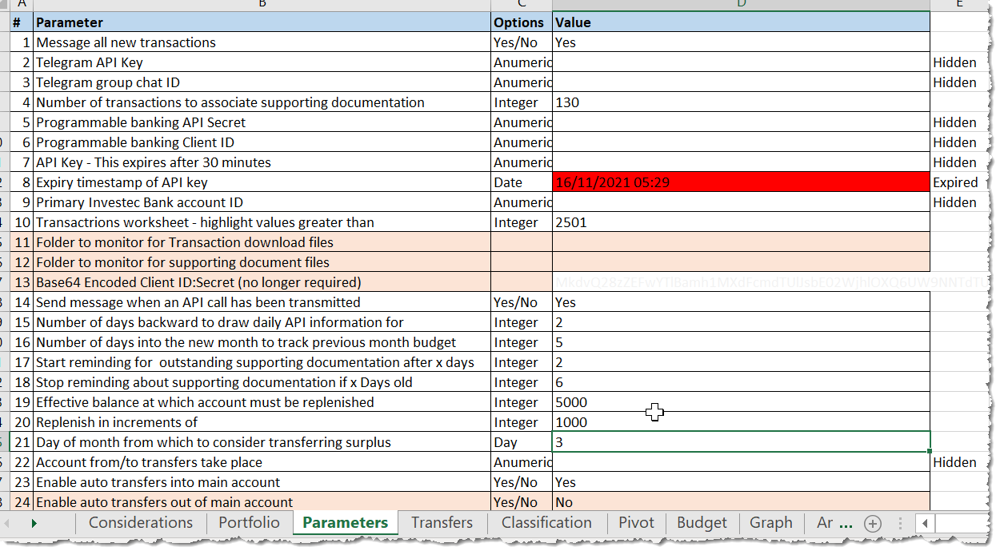 A B C D E
# Parameter Options Value
1 Message all new transactions Yes/No Yes
2 Telegram API Key Anumeric Hidden
3 Telegram group chat ID Anumeric Hidden
4 Number of transactions to associate supporting documentation Integer 130
5 Programmable banking API Secret Anumeric Hidden
6 Programmable banking Client ID Anumeric Hidden
7 API Key - This expires after 30 minutes Anumeric Hidden
8 Expiry timestamp of API key Date 16/11/2021 05:29 Expired
9 Primary Investec Bank account ID Anumeric Hidden
10 Transactrions worksheet - highlight values greater than Integer 2501
11 Folder to monitor for Transaction download files
12 Folder to monitor for supporting document files
13 Base64 Encoded Client ID:Secret (no longer required)
14 Send message when an API call has been transmitted Yes/No Yes
15 Number of days backward to draw daily API information for Integer 2
16 Number of days into the new month to track previous month budget Integer 5
17 Start reminding for  outstanding supporting documentation after x days Integer 2
18 Stop reminding about supporting documentation if x Days old Integer 6
19 Effective balance at which account must be replenished Integer 5000
20 Replenish in increments of Integer 1000
21 Day of month from which to consider transferring surplus Day 3
22 Account from/to transfers take place Anumeric Hidden
23 Enable auto transfers into main account Yes/No Yes
24 Enable auto transfers out of main account Yes/No No
Considerations Portfolio Parameters Transfers Classification Pivot Budget Graph Ar ...